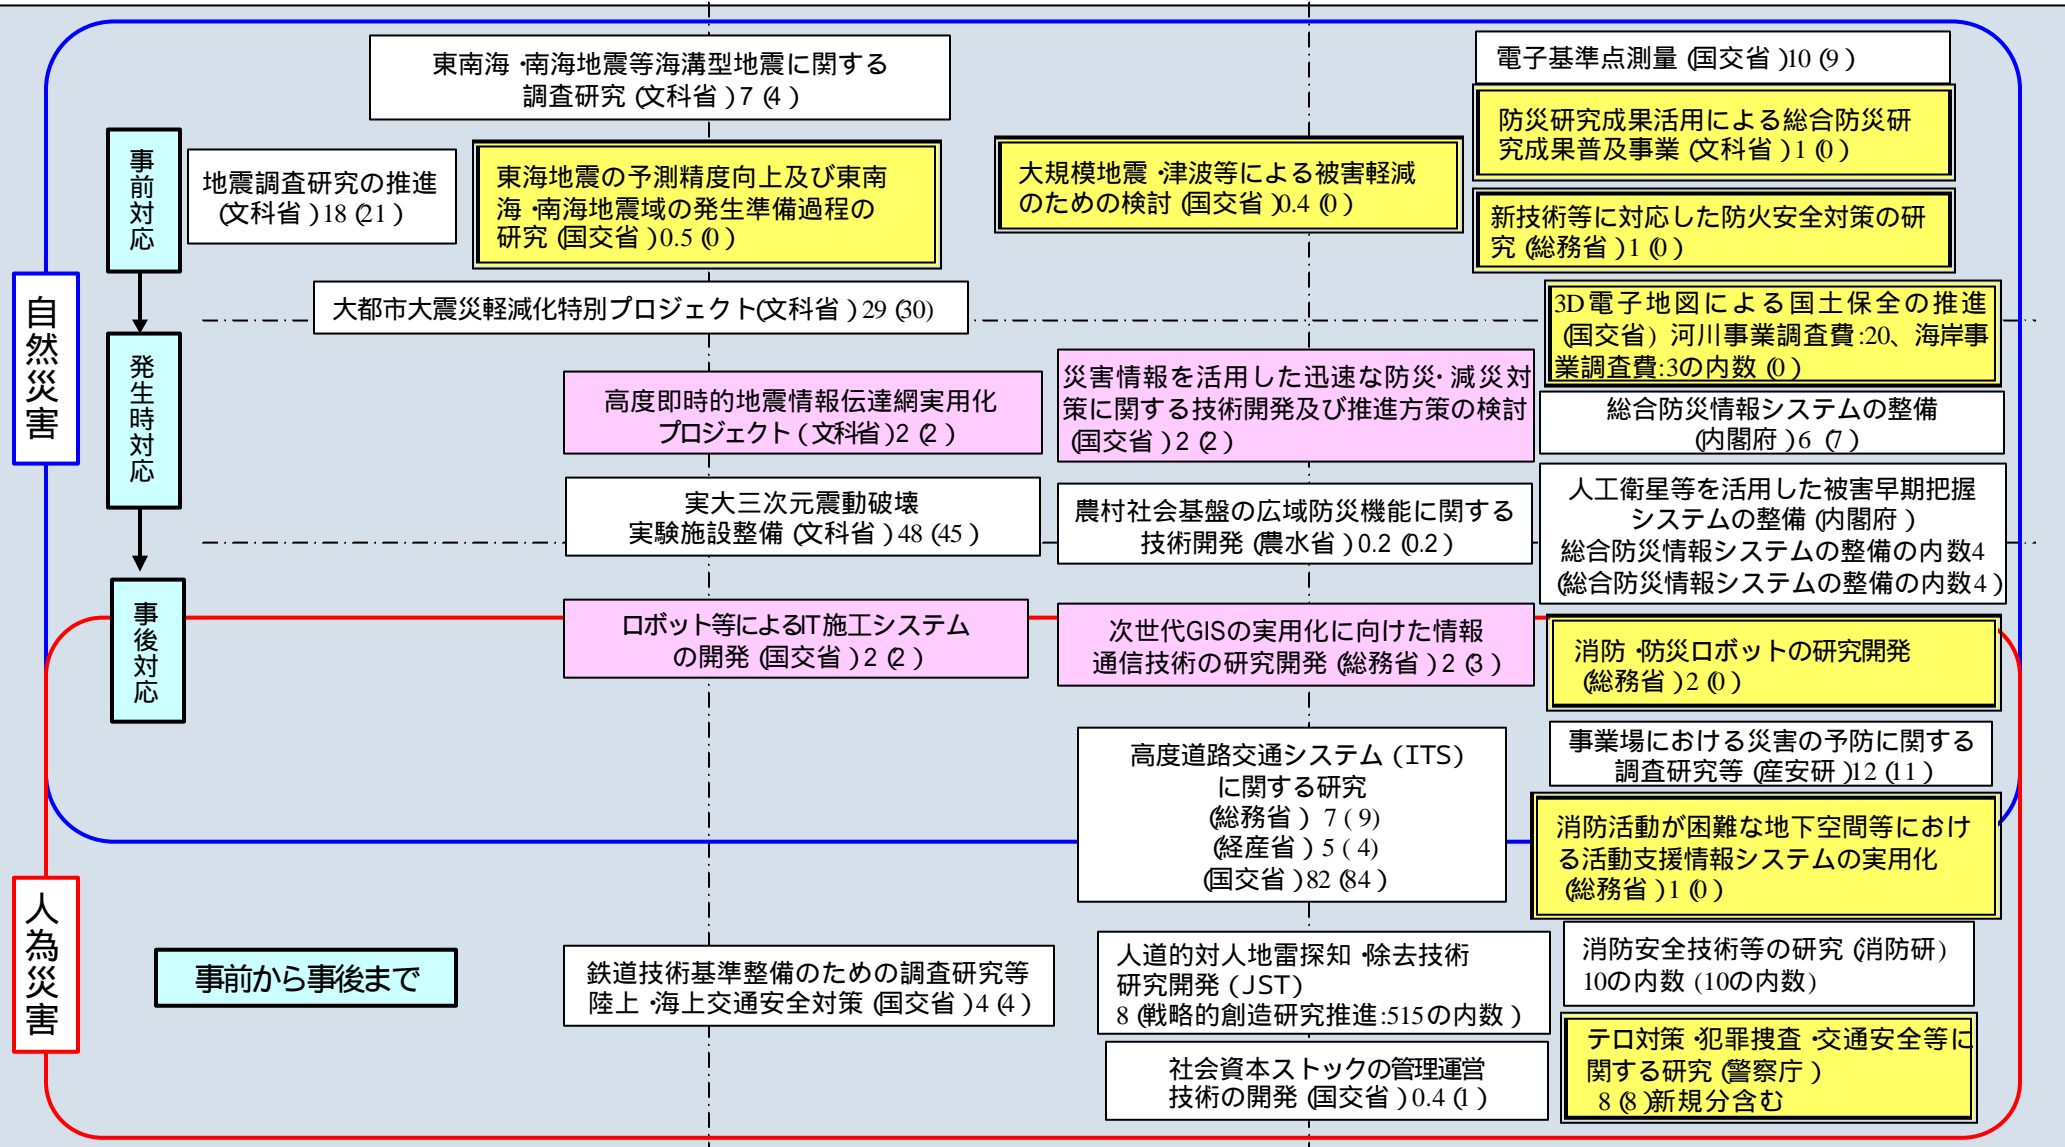 東南海・南海地震等海溝型地震に関する
調査研究(文科省)7(4)
電子基準点測量(国交省)10(9)
防災研究成果活用による総合防災研
究成果普及事業(文科省)1(0)
事前対応
地震調査研究の推進
(文科省)18(21)
東海地震の予測精度向上及び東南
海・南海地震域の発生準備過程の
研究(国交省)0.5(0)
大規模地震・津波等による被害軽減
のための検討(国交省)0.4(0)
新技術等に対応した防火安全対策の研
究(総務省)1(0)
自然災害
大都市大震災軽減化特別プロジェクト(文科省)29(30)
3D電子地図による国土保全の推進
(国交省)河川事業調査費:20、海岸事
業調査費:3の内数(0)
発生時対応
高度即時的地震情報伝達網実用化
プロジェクト(文科省)2(2)
災害情報を活用した迅速な防災・減災対
策に関する技術開発及び推進方策の検討
(国交省)2(2)
総合防災情報システムの整備
(内閣府)6(7)
実大三次元震動破壊
実験施設整備(文科省)48(45)
農村社会基盤の広域防災機能に関する
技術開発(農水省)0.2(0.2)
人工衛星等を活用した被害早期把握
システムの整備(内閣府)
総合防災情報システムの整備の内数4
(総合防災情報システムの整備の内数4)
事後対応
ロボット等によるIT施工システム
の開発(国交省)2(2)
次世代GISの実用化に向けた情報
通信技術の研究開発(総務省)2(3)
消防・防災ロボットの研究開発
(総務省)2(0)
高度道路交通システム(ITS)
に関する研究
(総務省)7(9)
(経産省)5(4)
(国交省)82(84)
事業場における災害の予防に関する
調査研究等(産安研)12(11)
消防活動が困難な地下空間等におけ
る活動支援情報システムの実用化
(総務省)1(0)
人為災害
事前から事後まで
鉄道技術基準整備のための調査研究等
陸上・海上交通安全対策(国交省)4(4)
人道的対人地雷探知・除去技術
研究開発(JST)
8(戦略的創造研究推進:515の内数)
消防安全技術等の研究(消防研)
10の内数(10の内数)
社会資本ストックの管理運営
技術の開発(国交省)0.4(1)
テロ対策・犯罪捜査・交通安全等に
関する研究(警察庁)
8(8)新規分含む